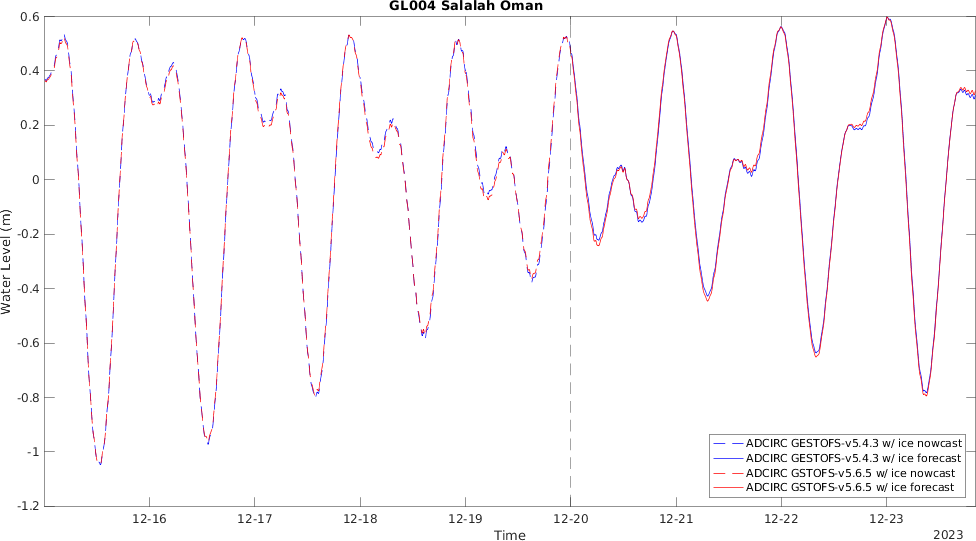 GL004 Salalah Oman
0.6
0.4
0.2
0
-0.2
-0.4
-0.6
-0.8
-1
-1.2
Water Level (m)
ADCIRC GESTOFS-v5.4.3 w/ ice nowcast
ADCIRC GESTOFS-v5.4.3 w/ ice forecast
ADCIRC GSTOFS-v5.6.5 w/ ice nowcast
ADCIRC GSTOFS-v5.6.5 w/ ice forecast
12-16 12-17 12-18 12-19 12-20 12-21 12-22 12-23
Time
2023